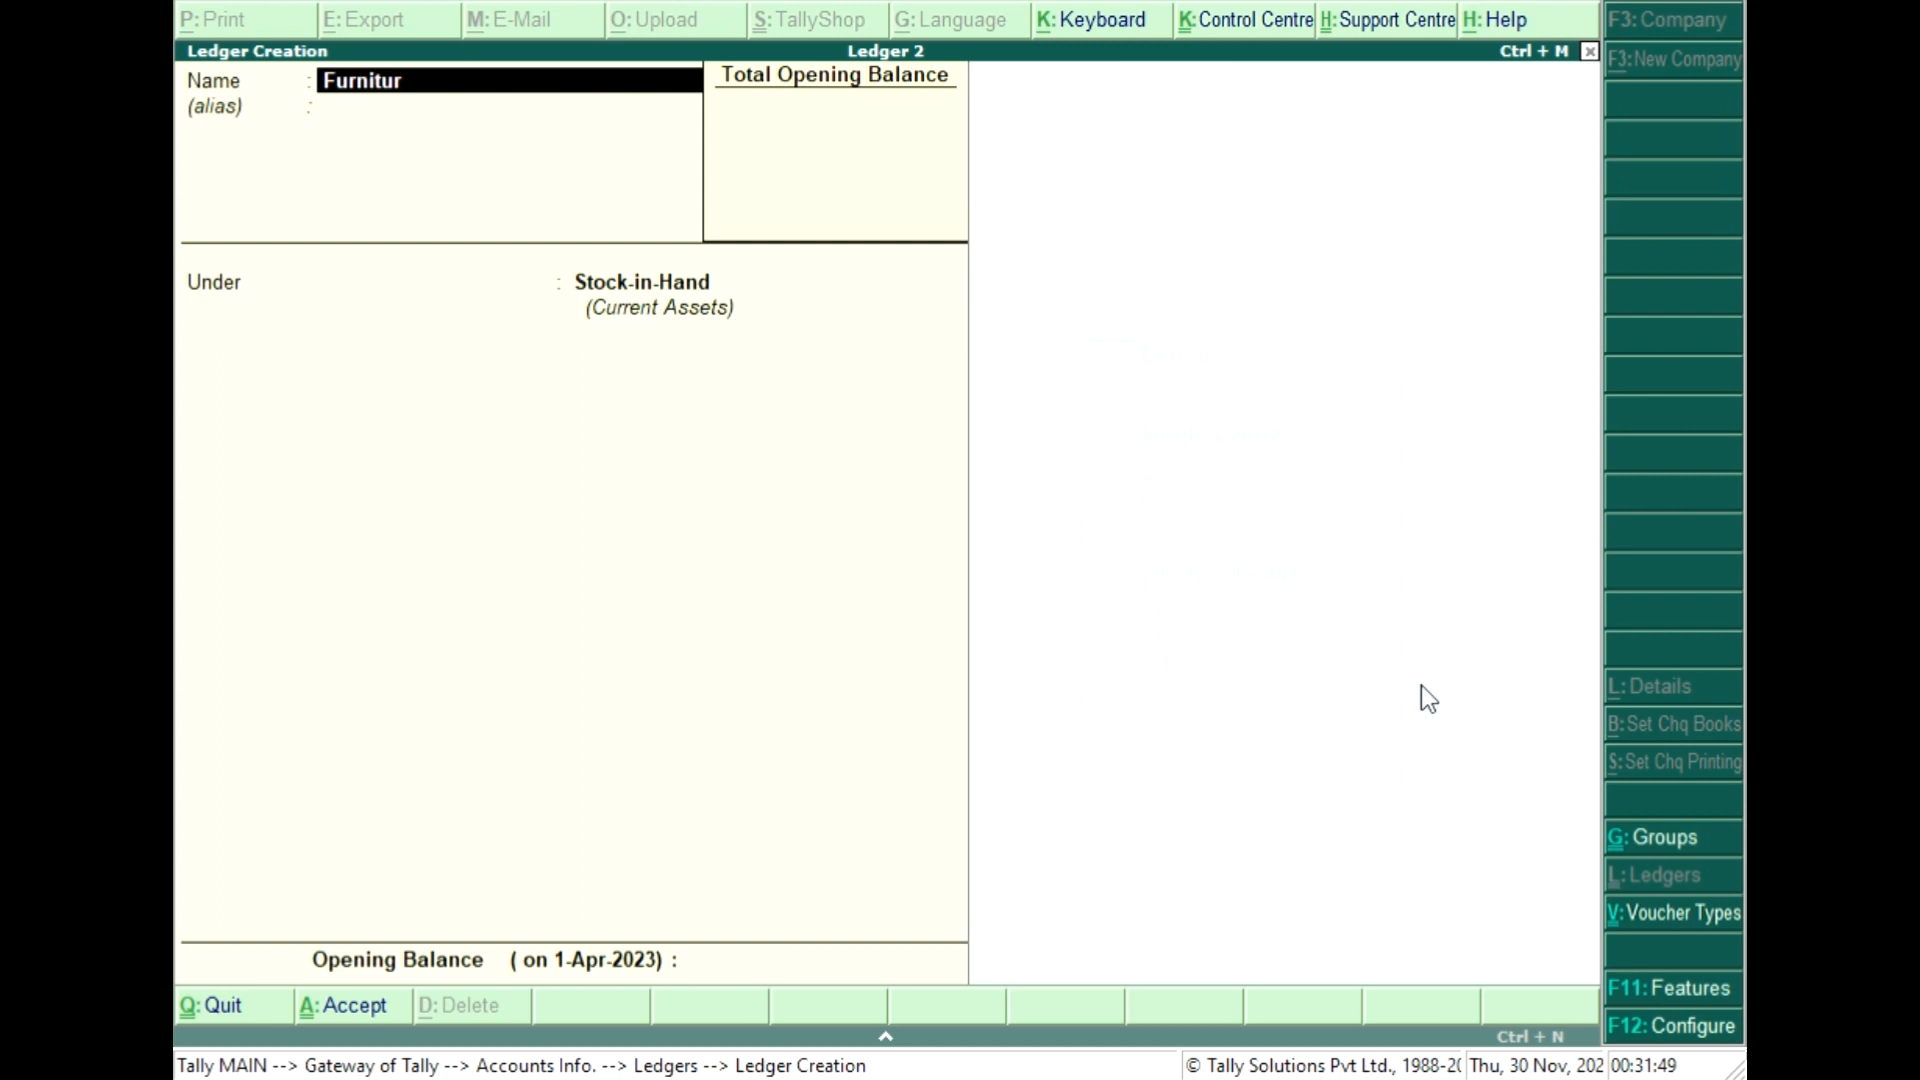 P: Print E: Export M: E-Mail O: Upload S: TallyShop G: Language K: Keyboard K: Control Centre H: Support Centre H: Help F3: Company
Ledger Creation Ledger 2 Ctrl + M
F3: New Company
Name : Furnitur
(alias) :
Total Opening Balance
Under : Stock-in-Hand
(Current Assets)
L: Details
B: Set Chq Books
S: Set Chq Printing
G: Groups
L: Ledgers
V: Voucher Types
F11: Features
F12: Configure
Opening Balance ( on 1-Apr-2023) :
Q: Quit A: Accept D: Delete
Ctrl + N
Tally MAIN --> Gateway of Tally --> Accounts Info. --> Ledgers --> Ledger Creation © Tally Solutions Pvt Ltd., 1988-20 Thu, 30 Nov, 202 00:31:49